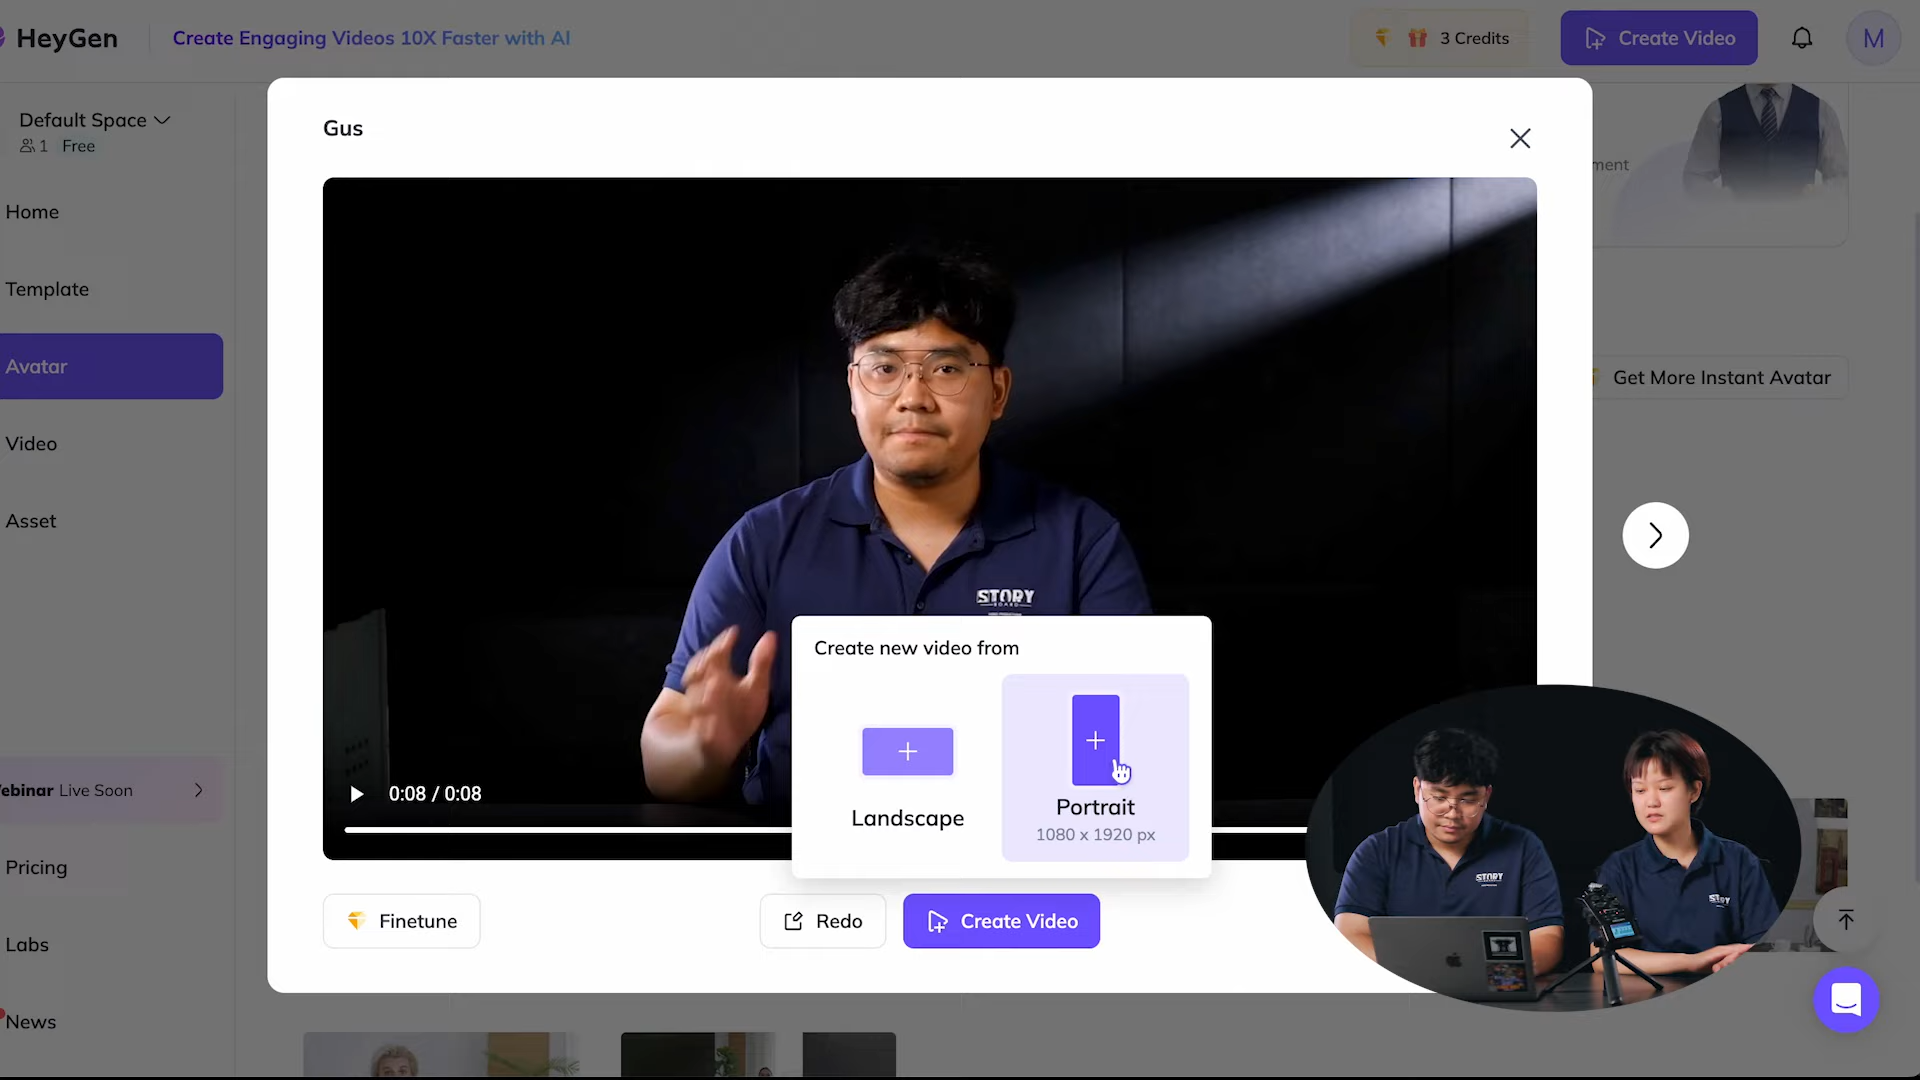 HeyGen
Create Engaging Videos 10X Faster with AI
3 Credits
Create Video
M
Default Space
1 Free
Home
Template
Avatar
Video
Asset
ebinar Live Soon
Pricing
Labs
News
Gus
ment
Get More Instant Avatar
STORY
BOARD
0:08 / 0:08
Create new video from
Landscape
Portrait
1080 x 1920 px
Finetune
Redo
Create Video
STORY